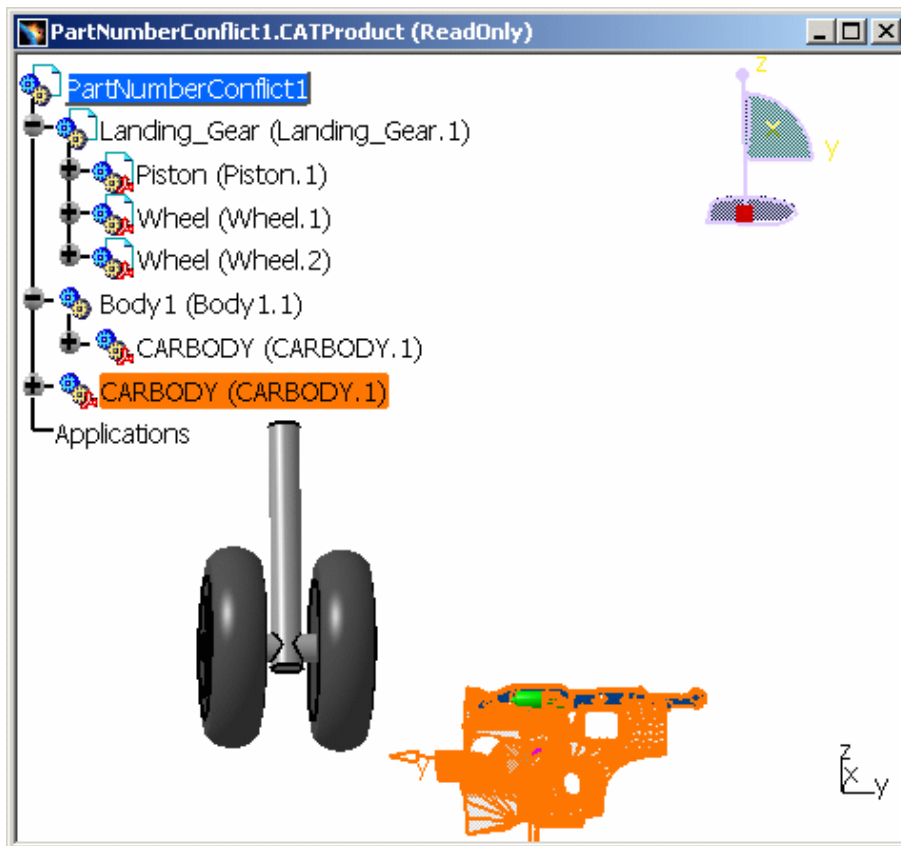 PartNumberConflict1.CATProduct (ReadOnly)
PartNumberConflict1
Landing_Gear (Landing_Gear.1)
Piston (Piston.1)
Wheel (Wheel.1)
Wheel (Wheel.2)
Body1 (Body1.1)
CARBODY (CARBODY.1)
CARBODY (CARBODY.1)
Applications
z
x
y
y
z
x
y